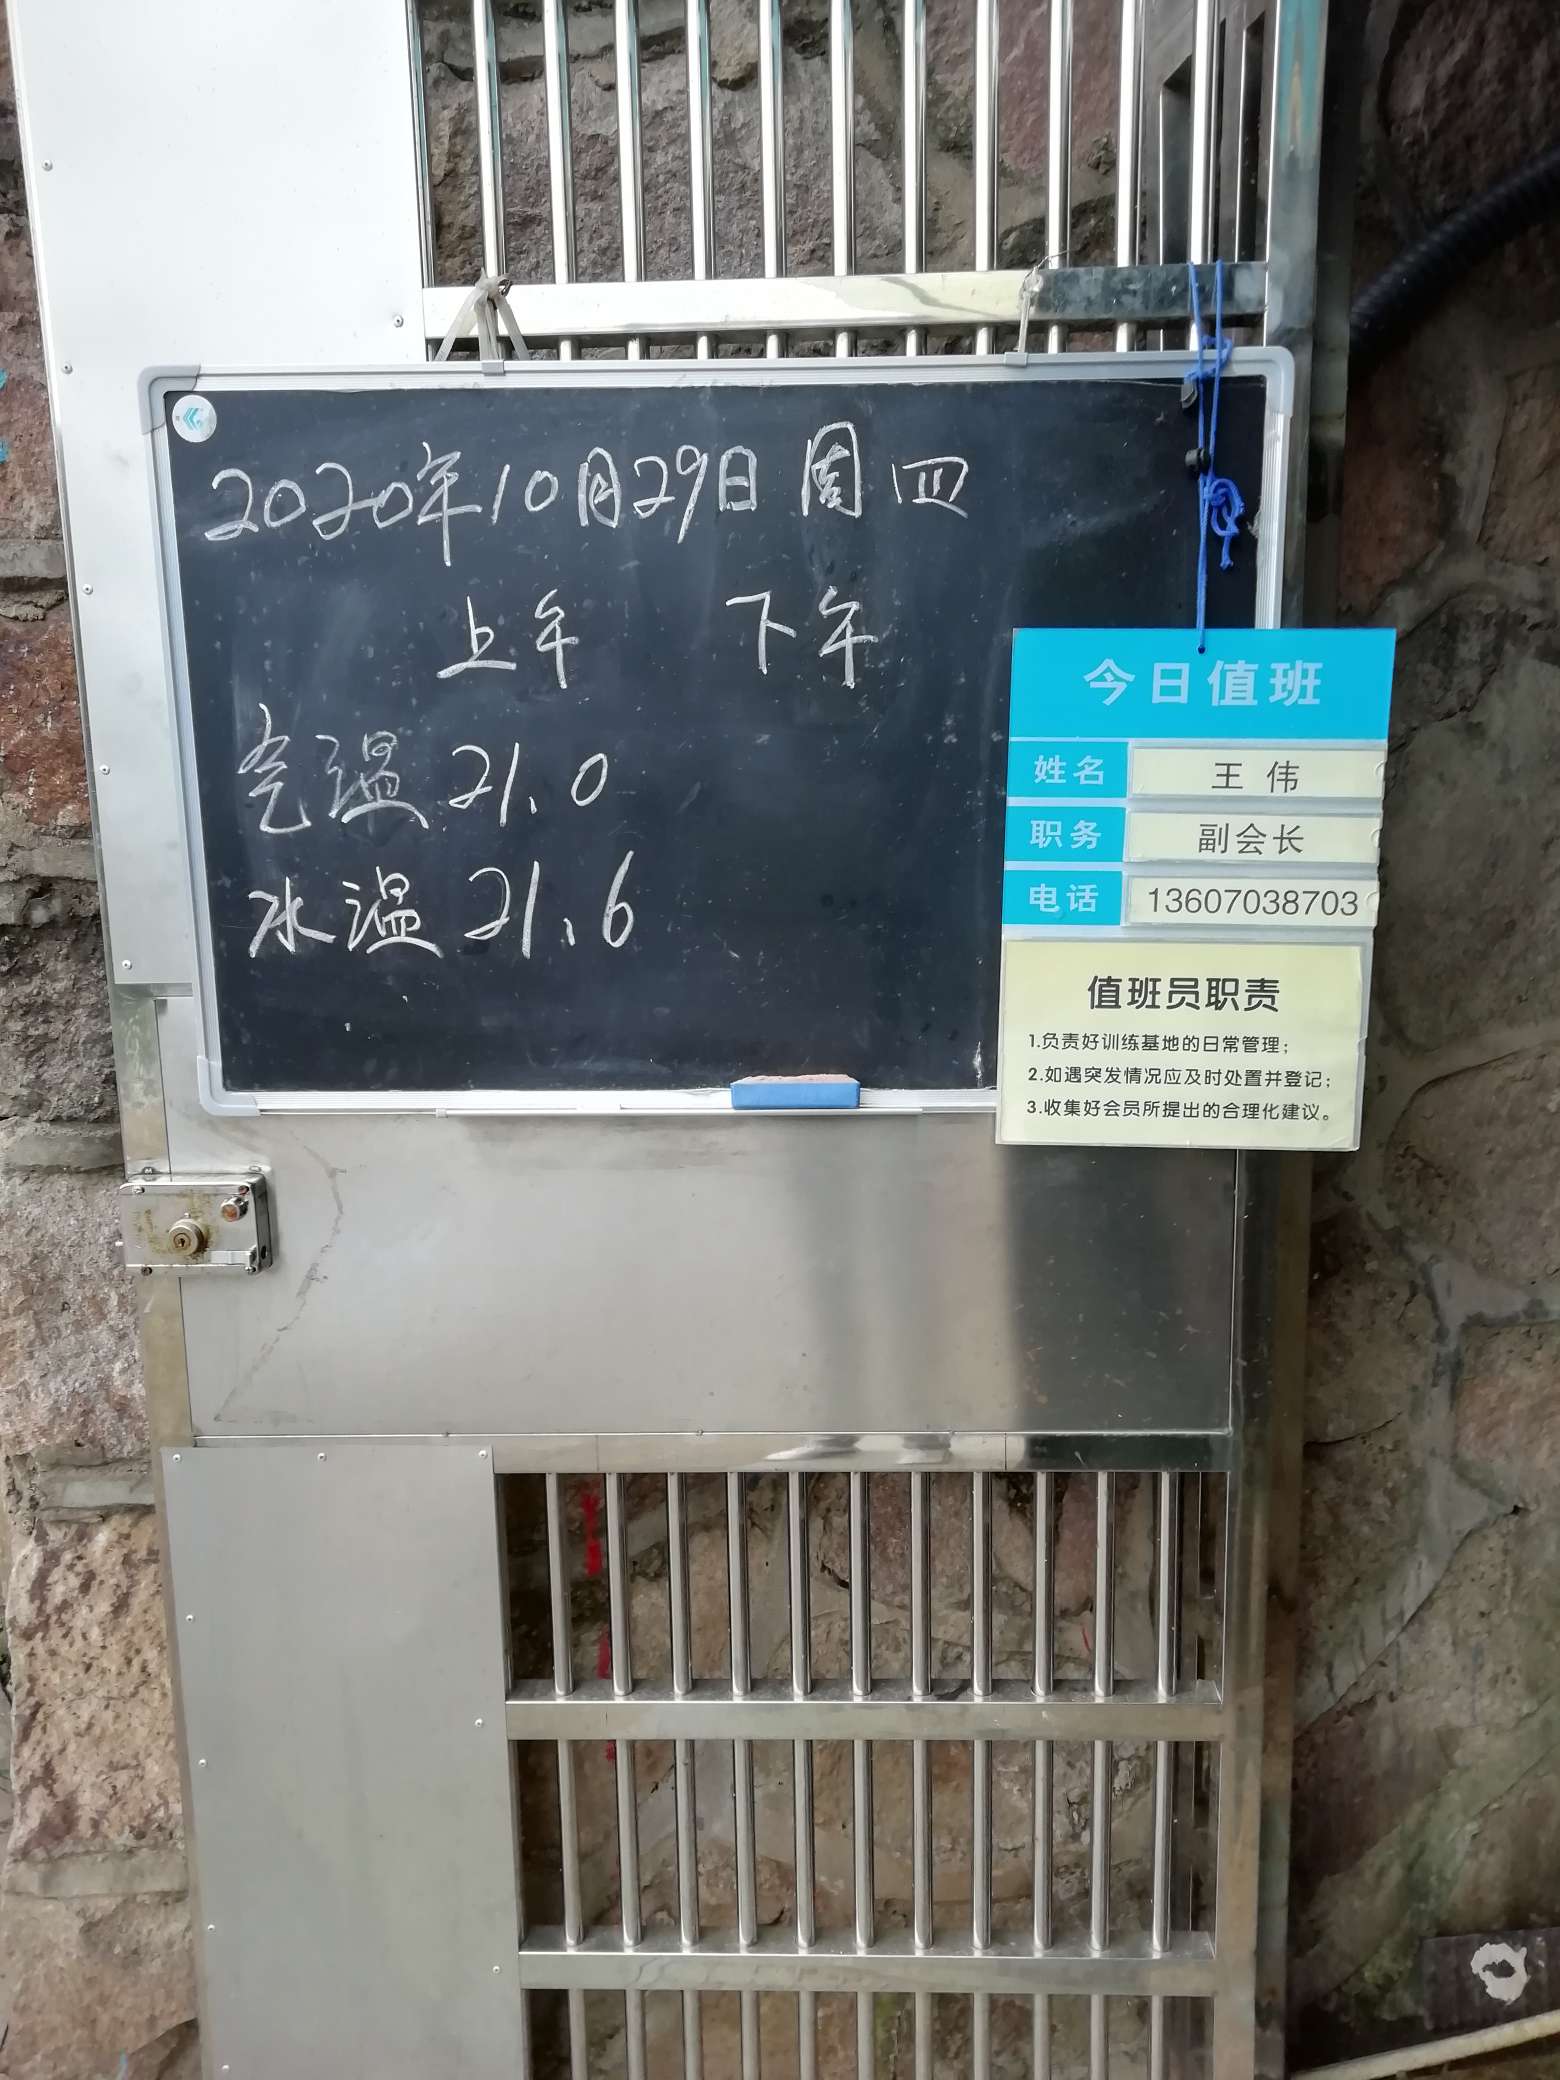 2020年10月29日 周四
上午 下午
气温 21.0
水温 21.6
今日值班
姓名 王伟
职务 副会长
电话 13607038703
值班员职责
1.负责好训练基地的日常管理;
2.如遇突发情况应及时处置并登记;
3.收集好会员所提出的合理化建议。